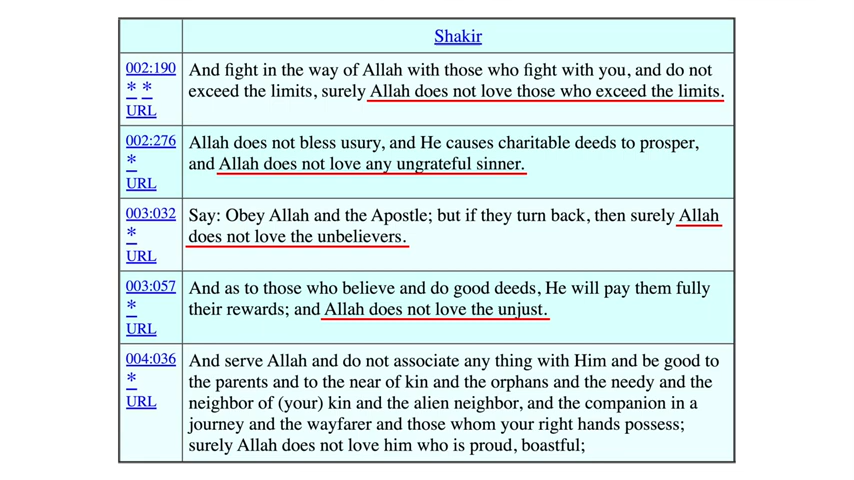 Shakir
002:190
* *
URL
And fight in the way of Allah with those who fight with you, and do not
exceed the limits, surely Allah does not love those who exceed the limits.
002:276
*
URL
Allah does not bless usury, and He causes charitable deeds to prosper,
and Allah does not love any ungrateful sinner.
003:032
*
URL
Say: Obey Allah and the Apostle; but if they turn back, then surely Allah
does not love the unbelievers.
003:057
*
URL
And as to those who believe and do good deeds, He will pay them fully
their rewards; and Allah does not love the unjust.
004:036
*
URL
And serve Allah and do not associate any thing with Him and be good to
the parents and to the near of kin and the orphans and the needy and the
neighbor of (your) kin and the alien neighbor, and the companion in a
journey and the wayfarer and those whom your right hands possess;
surely Allah does not love him who is proud, boastful;